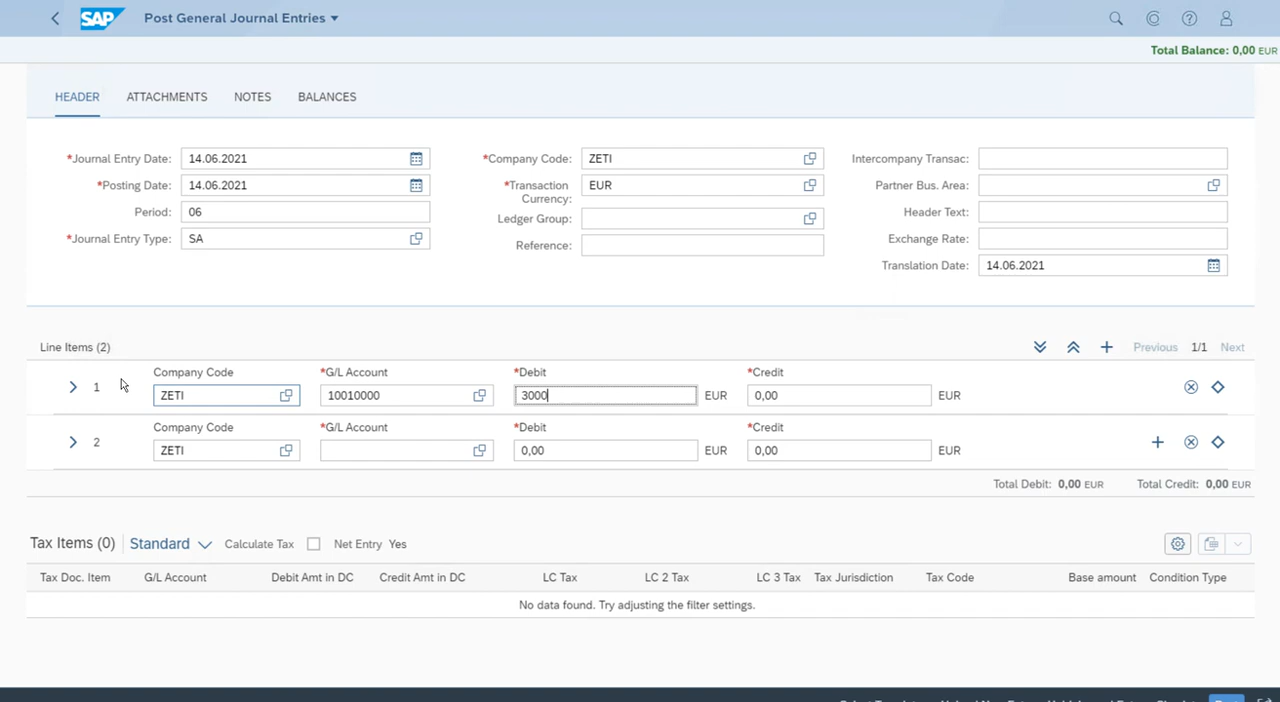 SAP Post General Journal Entries
Total Balance: 0,00 EUR
HEADER ATTACHMENTS NOTES BALANCES
*Journal Entry Date: 14.06.2021 *Company Code: ZETI Intercompany Transac:
*Posting Date: 14.06.2021 *Transaction Currency: EUR Partner Bus. Area:
Period: 06 Ledger Group: Header Text:
*Journal Entry Type: SA Reference: Exchange Rate:
Translation Date: 14.06.2021
Line Items (2) Previous 1/1 Next
Company Code *G/L Account *Debit *Credit
1 ZETI 10010000 3000 EUR 0,00 EUR
Company Code *G/L Account *Debit *Credit
2 ZETI 0,00 EUR 0,00 EUR
Total Debit: 0,00 EUR Total Credit: 0,00 EUR
Tax Items (0) Standard Calculate Tax Net Entry Yes
Tax Doc. Item G/L Account Debit Amt in DC Credit Amt in DC LC Tax LC 2 Tax LC 3 Tax Tax Jurisdiction Tax Code Base amount Condition Type
No data found. Try adjusting the filter settings.